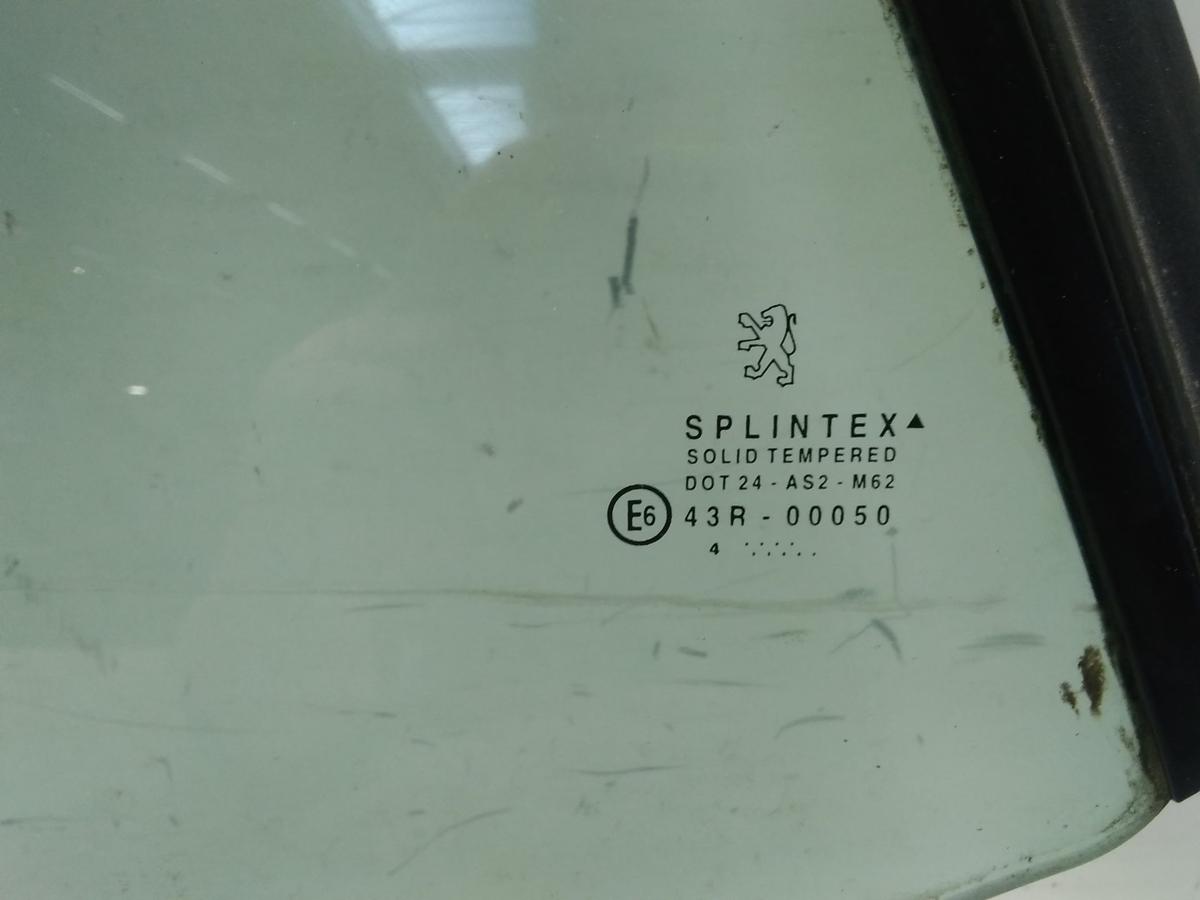 SPLINTEX▲
SOLID TEMPERED
DOT 24 - AS2 - M62
E6 43R - 00050
4